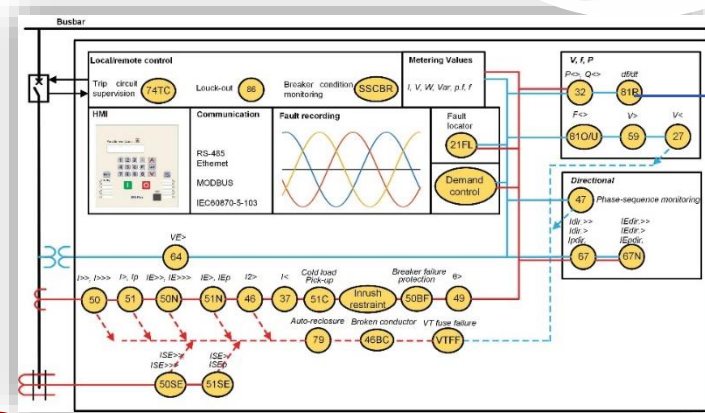 Busbar
Local/remote control
Trip circuit
supervision
74TC
Louck-out
86
Breaker condition
monitoring
SSCBR
Metering Values
I, V, W, Var, p.f, f
HMI
Communication
RS-485
Ethernet
MODBUS
IEC60870-5-103
Fault recording
Fault
locator
21FL
Demand
control
V, f, P
P<>, Q<>
df/dt
32
81R
F<>
V>
V<
81O/U
59
27
Directional
47
Phase-sequence monitoring
Idir.>>
Idir.>
Ipdir.
IEdir.>>
IEdir.>
IEpdir.
67
67N
VE>
64
I>>, I>>>
I>, Ip
IE>>, IE>>>
IE>, IEp
I2>
I<
Cold load
Pick-up
Breaker failure
protection
θ>
50
51
50N
51N
46
37
51C
Inrush
restraint
50BF
49
Auto-reclosure
Broken conductor
VT fuse failure
79
46BC
VTFF
ISE>>
ISE>>>
ISE>
ISEp
50SE
51SE